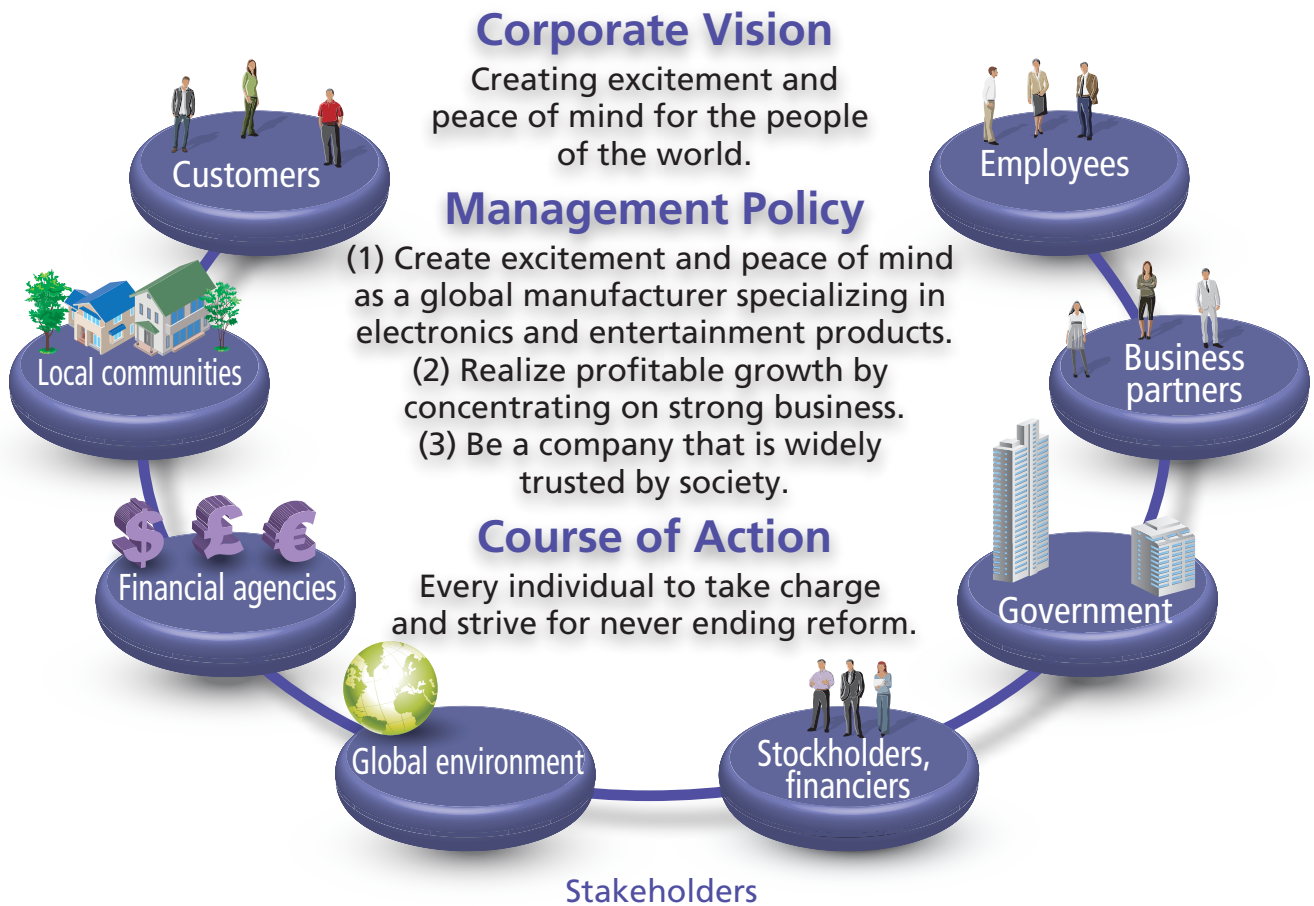 Corporate Vision
Creating excitement and
peace of mind for the people
of the world.
Management Policy
(1) Create excitement and peace of mind
as a global manufacturer specializing in
electronics and entertainment products.
(2) Realize profitable growth by
concentrating on strong business.
(3) Be a company that is widely
trusted by society.
Course of Action
Every individual to take charge
and strive for never ending reform.
Customers
Local communities
$ £ €
Financial agencies
Global environment
Stockholders,
financiers
Government
Business
partners
Employees
Stakeholders